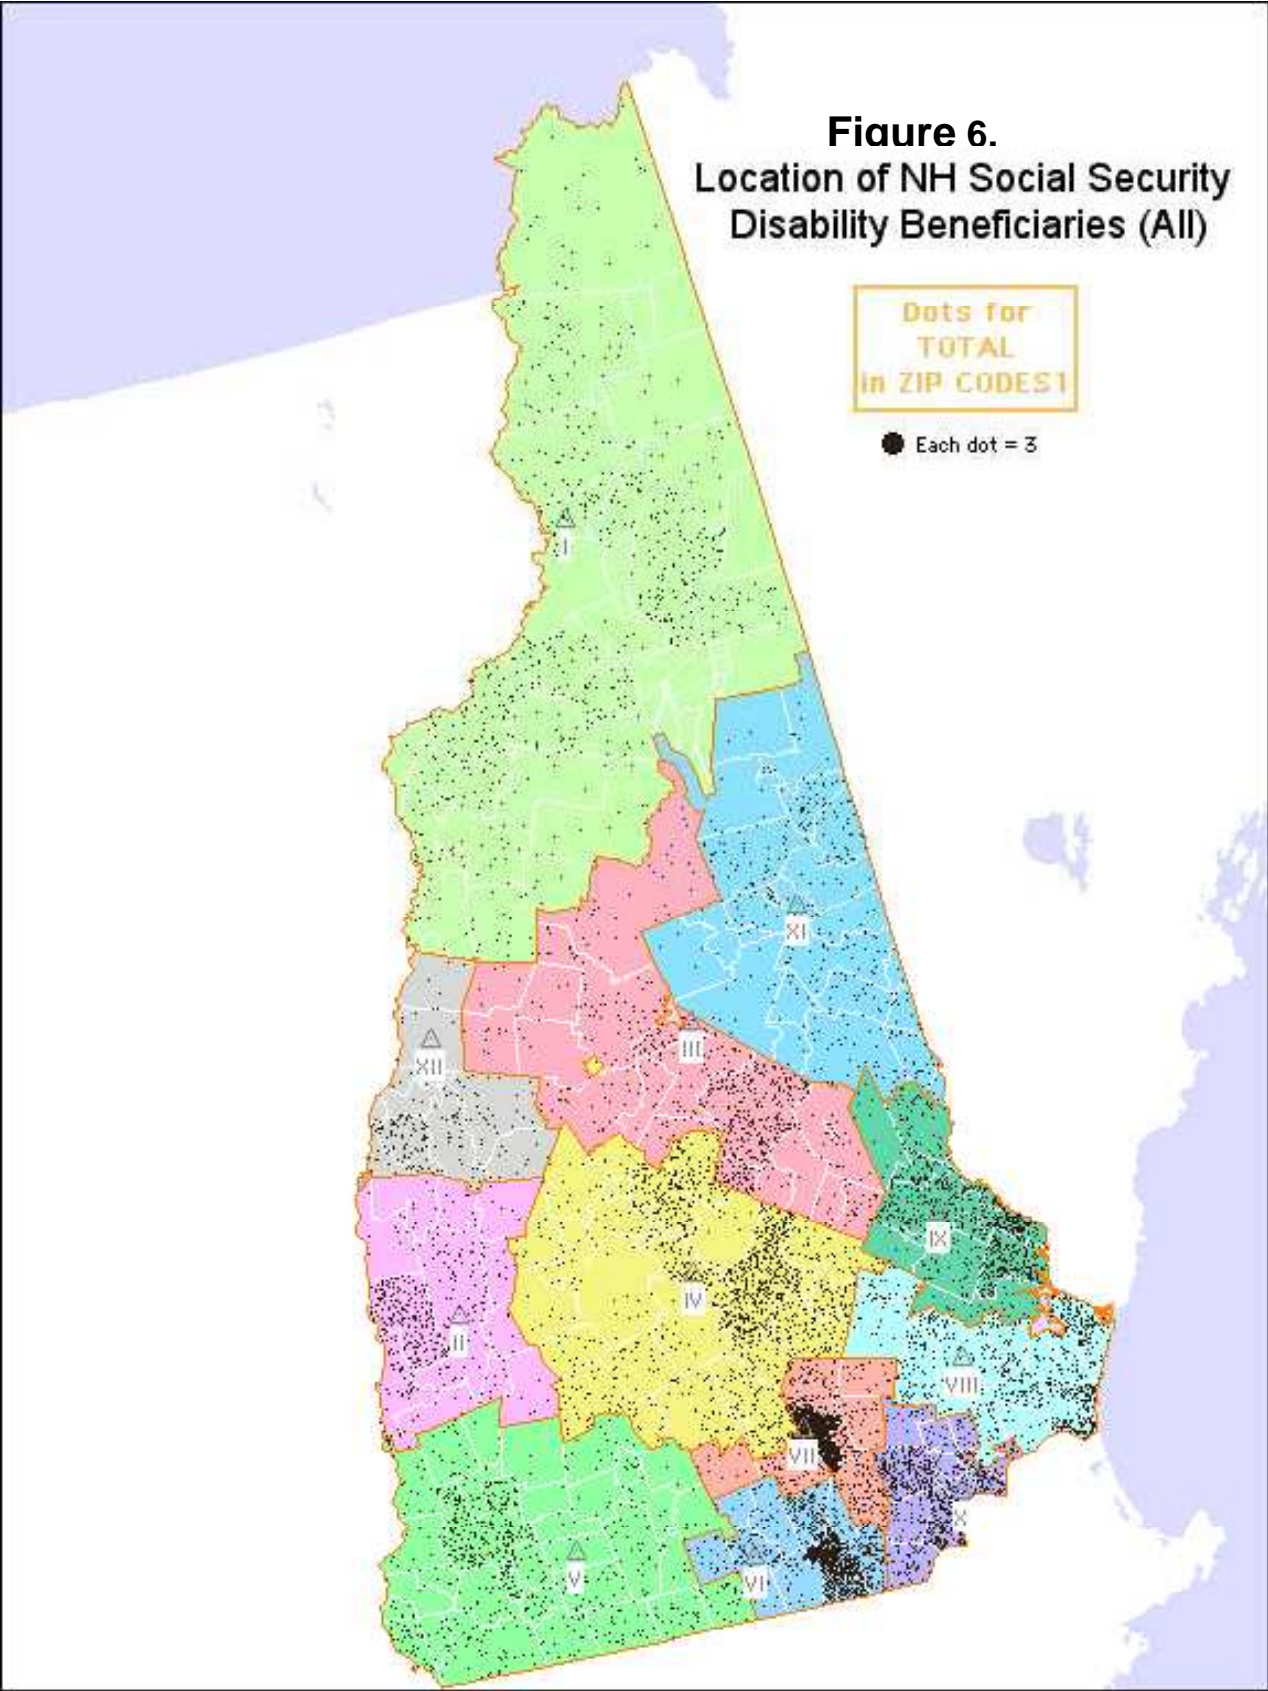 Figure 6.
Location of NH Social Security
Disability Beneficiaries (All)
Dots for
TOTAL
in ZIP CODES1
Each dot = 3
I
XI
III
XII
IX
IV
II
VIII
VII
X
V
VI